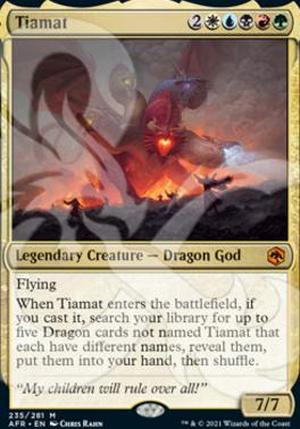 Tiamat 2
Legendary Creature — Dragon God
Flying
When Tiamat enters the battlefield, if
you cast it, search your library for up to
five Dragon cards not named Tiamat that
each have different names, reveal them,
put them into your hand, then shuffle.
"My children will rule over all!"
7/7
235/281 M
AFR • EN Chris Rahn
™ & © 2021 Wizards of the Coast